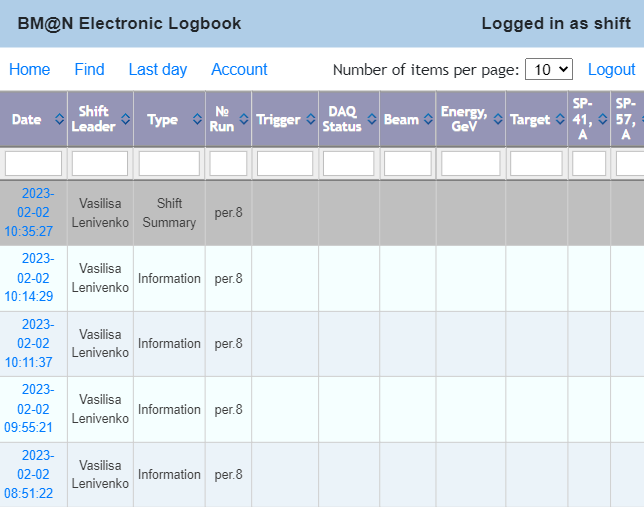 BM@N Electronic Logbook Logged in as shift
Home Find Last day Account Number of items per page: 10 Logout
Date Shift Leader Type № Run Trigger DAQ Status Beam Energy, GeV Target SP-41, A SP-57, A
2023-02-02 10:35:27 Vasilisa Lenivenko Shift Summary per.8
2023-02-02 10:14:29 Vasilisa Lenivenko Information per.8
2023-02-02 10:11:37 Vasilisa Lenivenko Information per.8
2023-02-02 09:55:21 Vasilisa Lenivenko Information per.8
2023-02-02 08:51:22 Vasilisa Lenivenko Information per.8